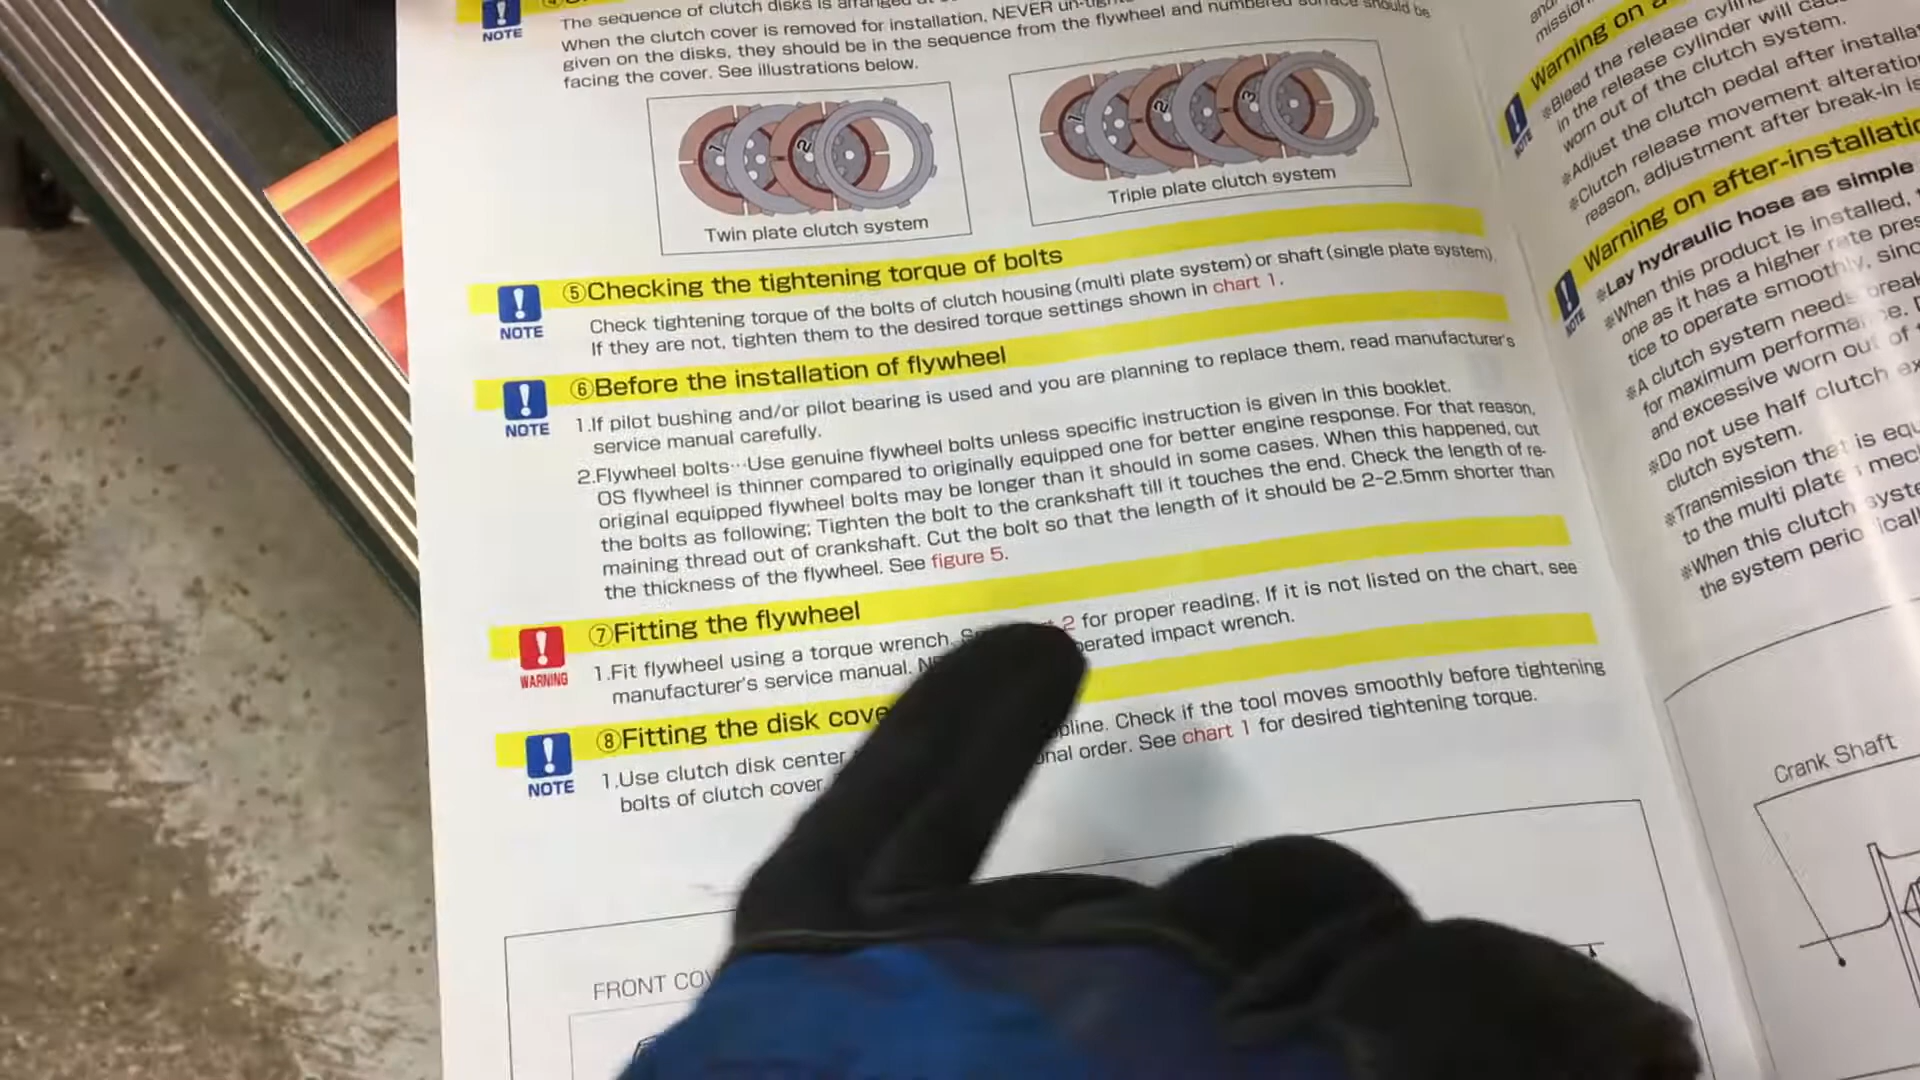 NOTE
The sequence of clutch disks is arranged
When the clutch cover is removed for installation, NEVER
given on the disks, they should be in the sequence from the flywheel and numbered surface should be
facing the cover. See illustrations below.
1 2
Twin plate clutch system
1 2 3
Triple plate clutch system
⑤Checking the tightening torque of bolts
NOTE
Check tightening torque of the bolts of clutch housing (multi plate system) or shaft (single plate system),
If they are not, tighten them to the desired torque settings shown in chart 1.
⑥Before the installation of flywheel
NOTE
1.If pilot bushing and/or pilot bearing is used and you are planning to replace them, read manufacturer's
service manual carefully.
2.Flywheel bolts…Use genuine flywheel bolts unless specific instruction is given in this booklet.
OS flywheel is thinner compared to originally equipped one for better engine response. For that reason,
original equipped flywheel bolts may be longer than it should in some cases. When this happened, cut
the bolts as following; Tighten the bolt to the crankshaft till it touches the end. Check the length of re-
maining thread out of crankshaft. Cut the bolt so that the length of it should be 2-2.5mm shorter than
the thickness of the flywheel. See figure 5.
⑦Fitting the flywheel
WARNING
1.Fit flywheel using a torque wrench. 2 for proper reading. If it is not listed on the chart, see
manufacturer's service manual. impact wrench.
⑧Fitting the disk
NOTE
1.Use clutch disk center Check if the tool moves smoothly before tightening
bolts of clutch cover. order. See chart 1 for desired tightening torque.
FRONT
Warning on
※Bleed the release
in the release cylinder will
worn out of the clutch system.
※Adjust the clutch pedal after
※Clutch release movement
reason, adjustment after break-in is
NOTE
Warning on
※Lay hydraulic hose as simple
※When this product is installed,
one as it has a higher rate
tice to operate smoothly,
※A clutch system needs
for maximum
and excessive worn out of
※Do not use half clutch
clutch system.
※Transmission that is
to the multi plate
※When this clutch
the system
NOTE
Crank Shaft